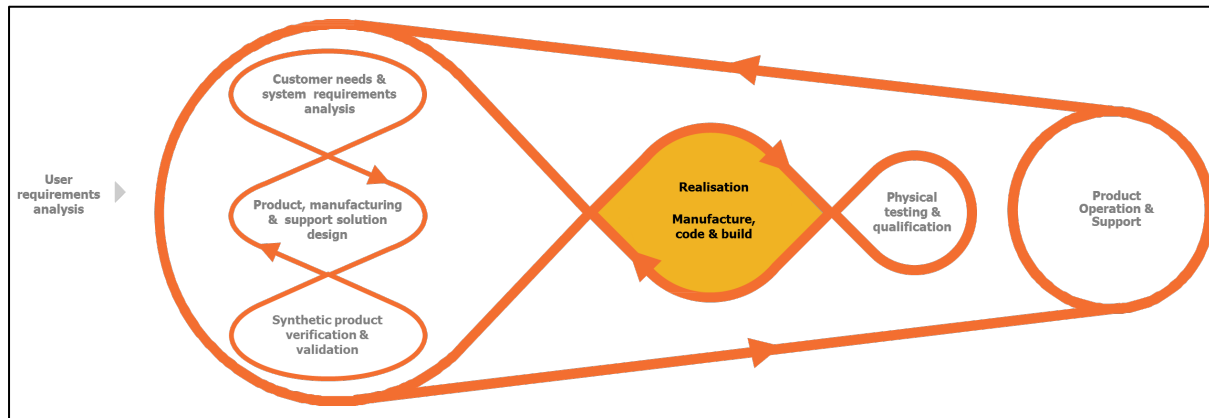 User
requirements
analysis
Customer needs &
system requirements
analysis
Product, manufacturing
& support solution
design
Synthetic product
verification &
validation
Realisation
Manufacture,
code & build
Physical
testing &
qualification
Product
Operation &
Support